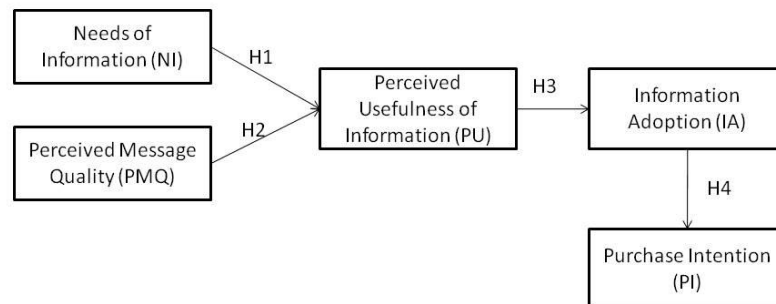 Needs of
Information (NI)
H1
Perceived Message
Quality (PMQ)
H2
Perceived
Usefulness of
Information (PU)
H3
Information
Adoption (IA)
H4
Purchase Intention
(PI)